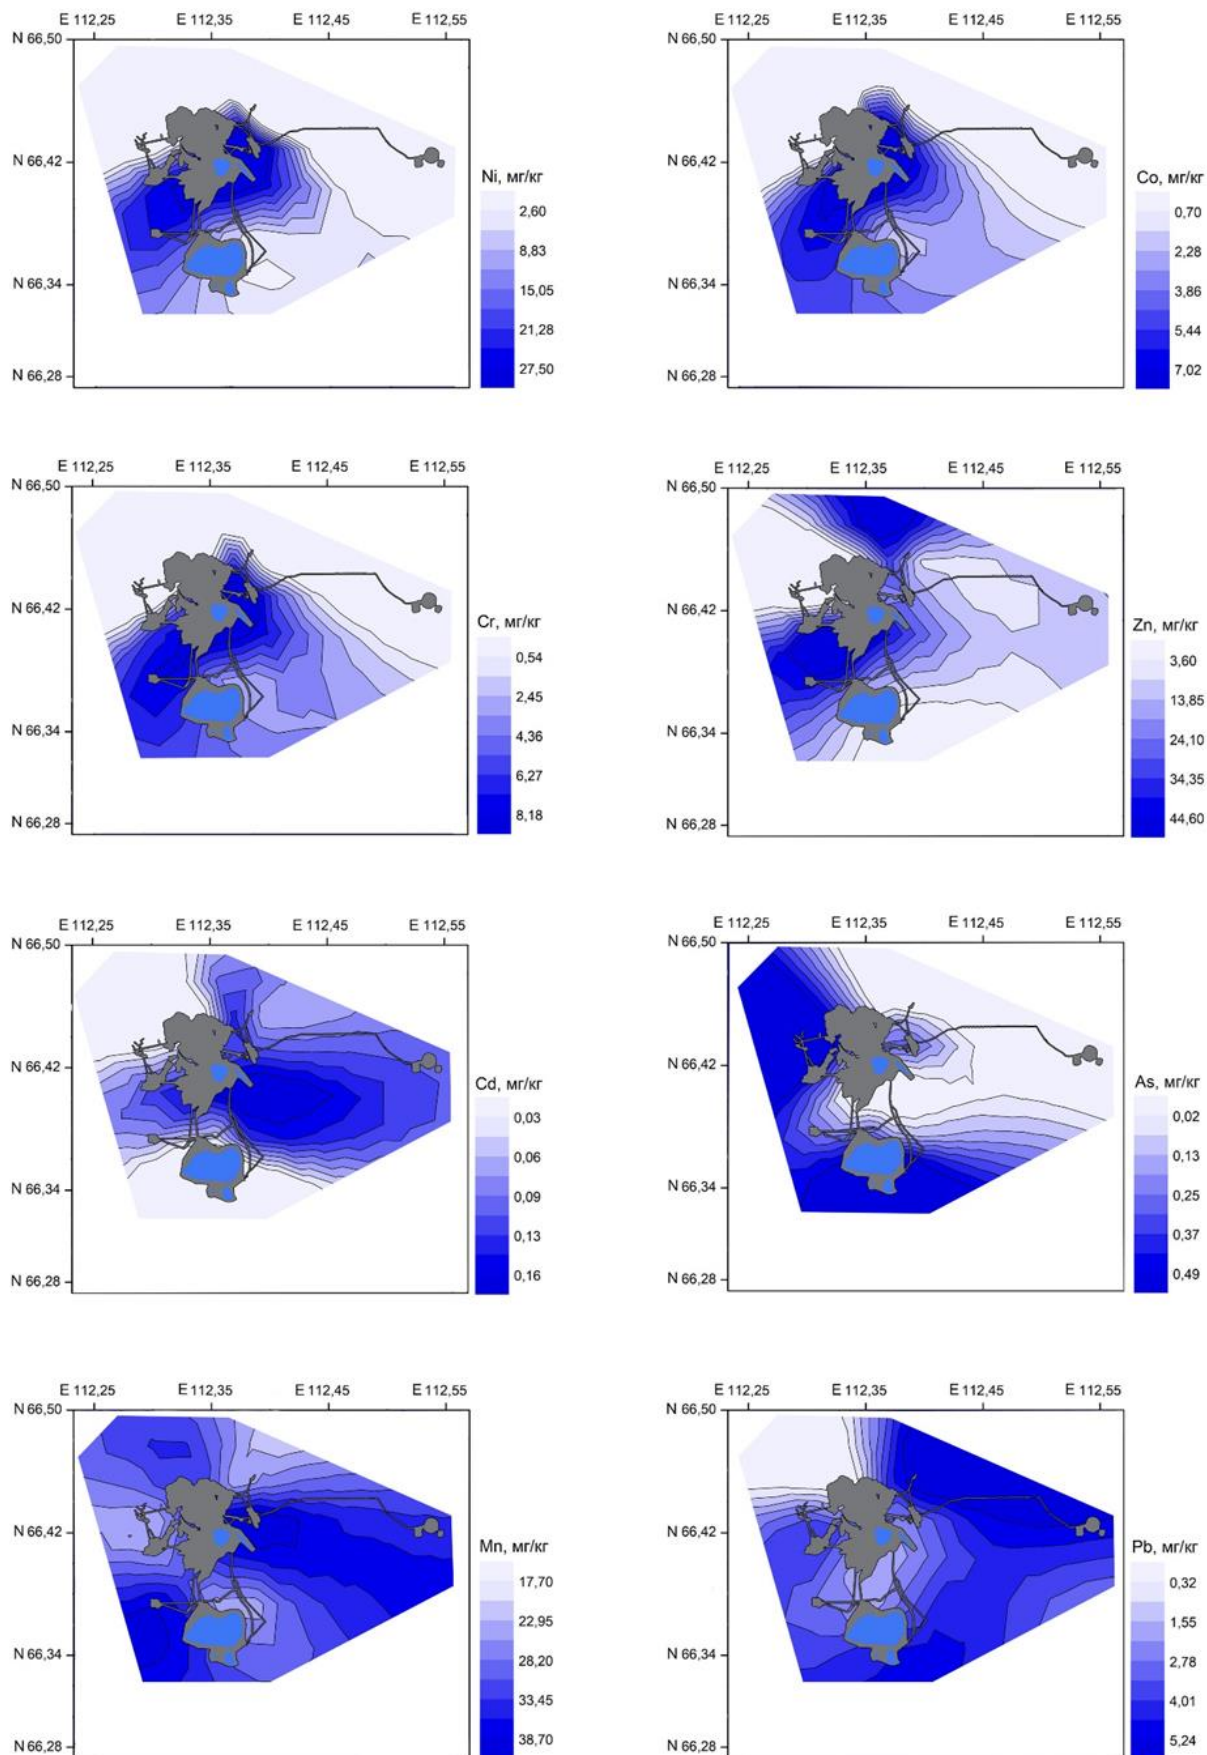 E 112,25 E 112,35 E 112,45 E 112,55
N 66,50
N 66,42
N 66,34
N 66,28
Ni, мг/кг
2,60
8,83
15,05
21,28
27,50
E 112,25 E 112,35 E 112,45 E 112,55
N 66,50
N 66,42
N 66,34
N 66,28
Co, мг/кг
0,70
2,28
3,86
5,44
7,02
E 112,25 E 112,35 E 112,45 E 112,55
N 66,50
N 66,42
N 66,34
N 66,28
Cr, мг/кг
0,54
2,45
4,36
6,27
8,18
E 112,25 E 112,35 E 112,45 E 112,55
N 66,50
N 66,42
N 66,34
N 66,28
Zn, мг/кг
3,60
13,85
24,10
34,35
44,60
E 112,25 E 112,35 E 112,45 E 112,55
N 66,50
N 66,42
N 66,34
N 66,28
Cd, мг/кг
0,03
0,06
0,09
0,13
0,16
E 112,25 E 112,35 E 112,45 E 112,55
N 66,50
N 66,42
N 66,34
N 66,28
As, мг/кг
0,02
0,13
0,25
0,37
0,49
E 112,25 E 112,35 E 112,45 E 112,55
N 66,50
N 66,42
N 66,34
N 66,28
Mn, мг/кг
17,70
22,95
28,20
33,45
38,70
E 112,25 E 112,35 E 112,45 E 112,55
N 66,50
N 66,42
N 66,34
N 66,28
Pb, мг/кг
0,32
1,55
2,78
4,01
5,24